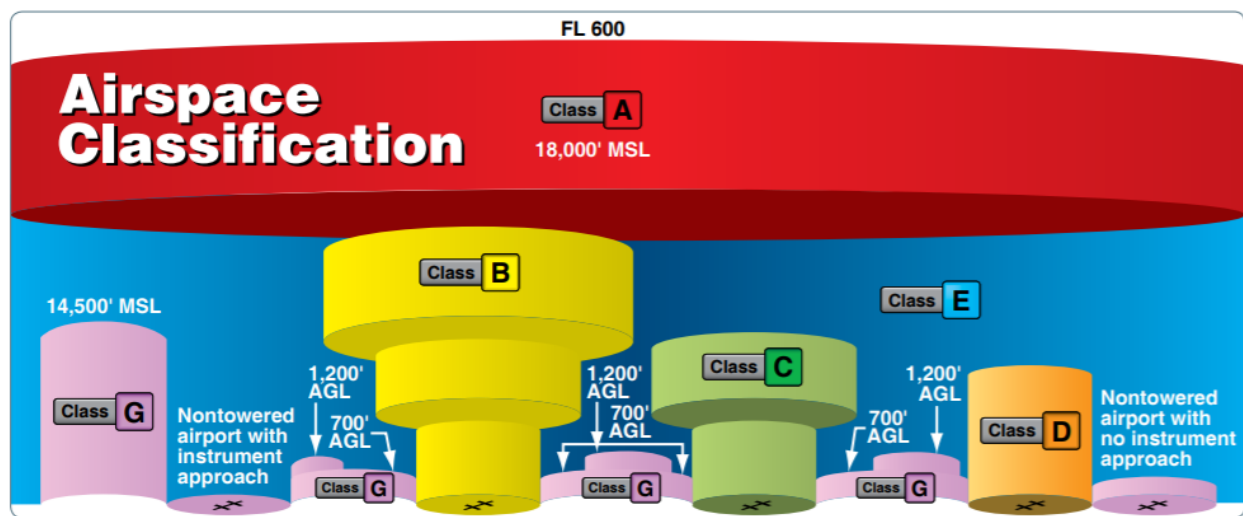 FL 600
Airspace
Classification
Class A
18,000' MSL
Class B
Class E
14,500' MSL
Class C
1,200'
AGL
1,200'
AGL
1,200'
AGL
Class G
Nontowered
airport with
instrument
approach
700'
AGL
700'
AGL
700'
AGL
Class D
Nontowered
airport with
no instrument
approach
Class G
Class G
Class G